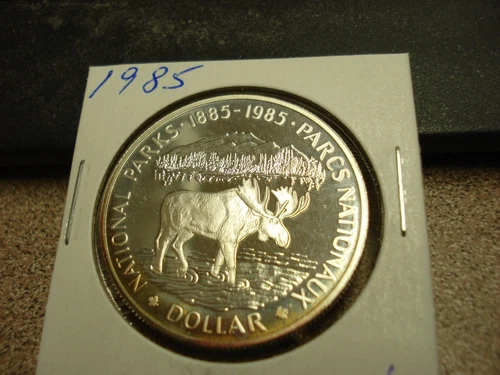 1985
NATIONAL PARKS · 1885-1985 · PARCS NATIONAUX
DOLLAR